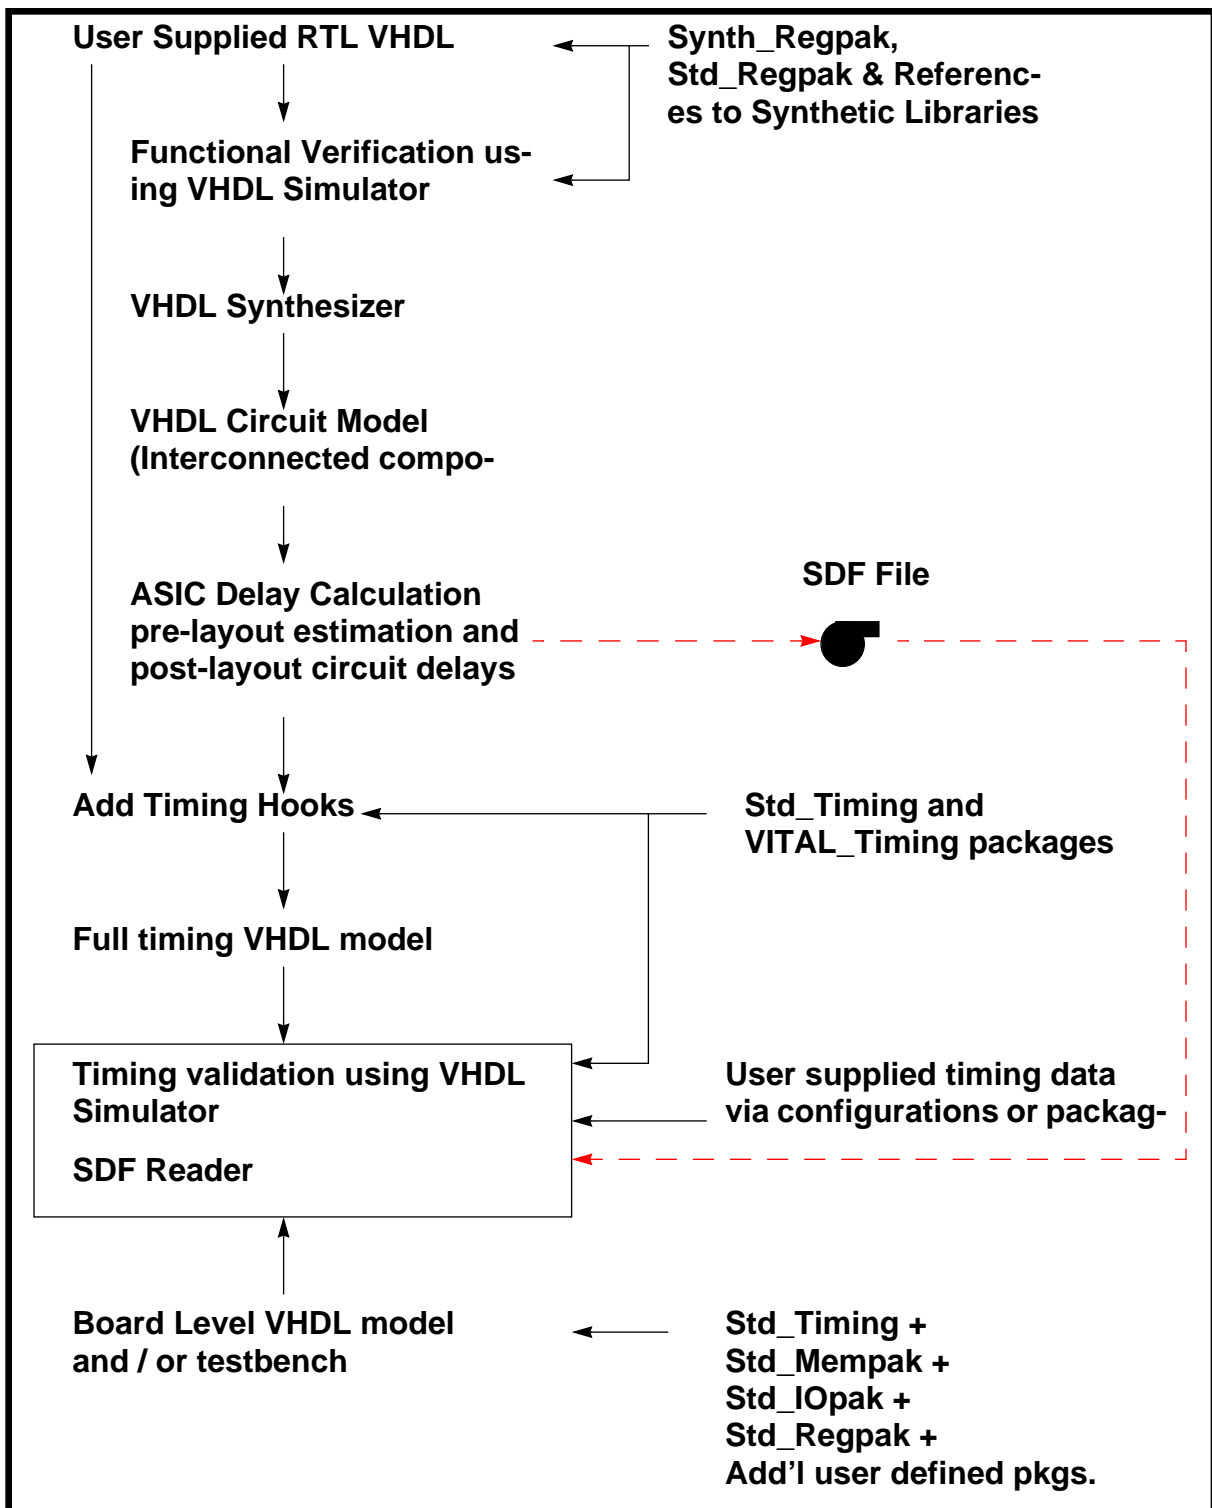 User Supplied RTL VHDL
Synth_Regpak,
Std_Regpak & Referenc-
es to Synthetic Libraries
Functional Verification us-
ing VHDL Simulator
VHDL Synthesizer
VHDL Circuit Model
(Interconnected compo-
SDF File
ASIC Delay Calculation
pre-layout estimation and
post-layout circuit delays
Add Timing Hooks
Std_Timing and
VITAL_Timing packages
Full timing VHDL model
Timing validation using VHDL
Simulator
SDF Reader
User supplied timing data
via configurations or packag-
Board Level VHDL model
and / or testbench
Std_Timing +
Std_Mempak +
Std_IOpak +
Std_Regpak +
Add'l user defined pkgs.